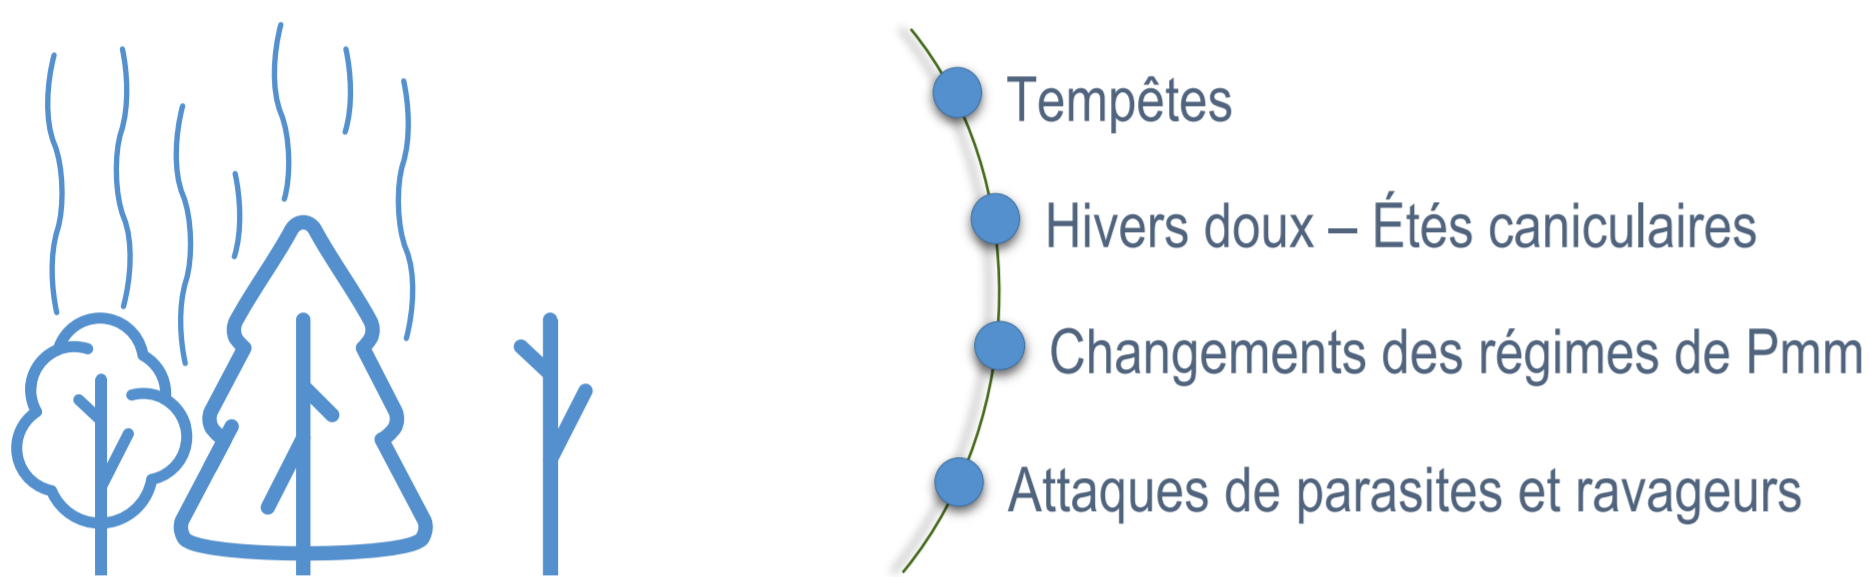 Tempêtes
Hivers doux – Étés caniculaires
Changements des régimes de Pmm
Attaques de parasites et ravageurs